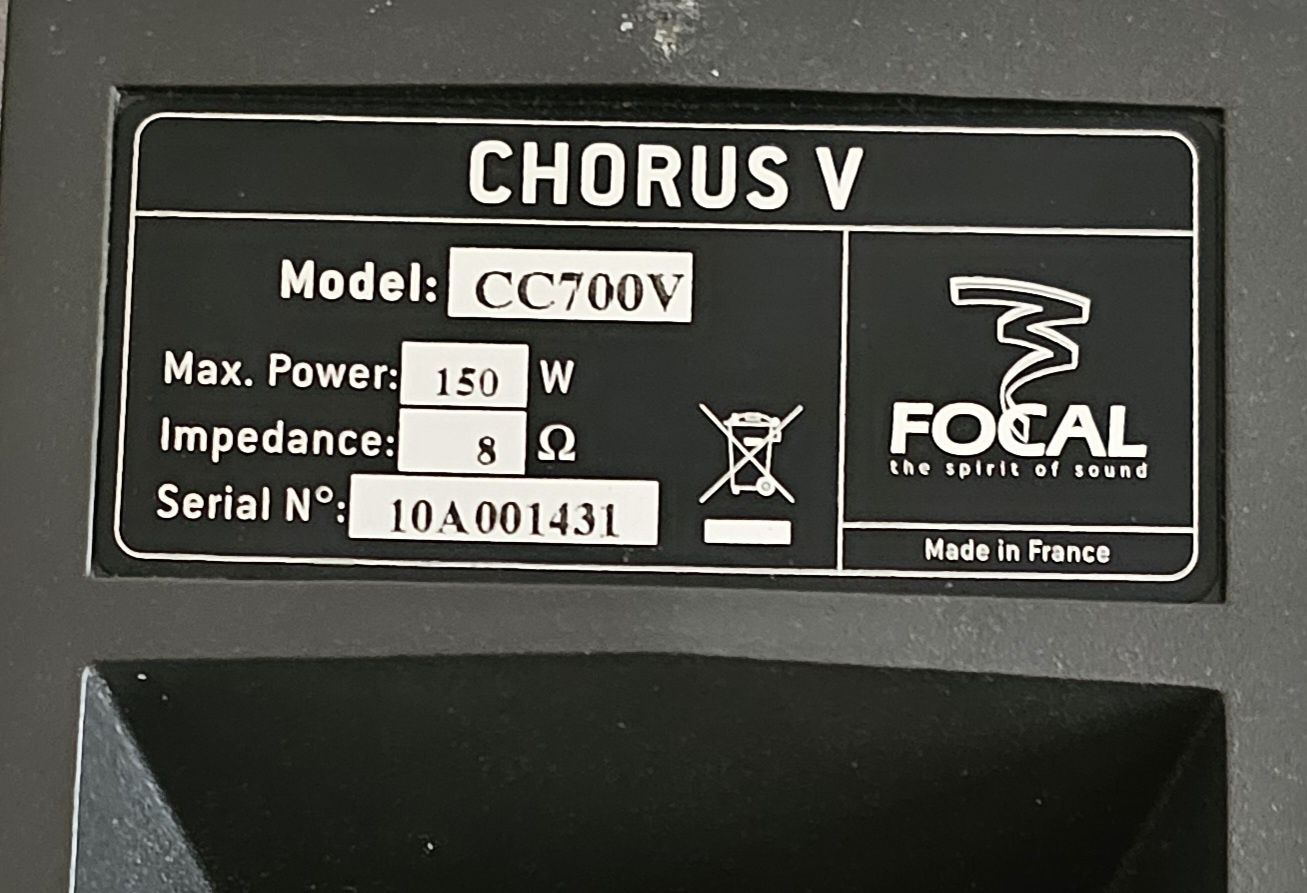 CHORUS V
Model: CC700V
Max. Power: 150 W
Impedance: 8 Ω
Serial N°: 10A001431
FOCAL
the spirit of sound
Made in France